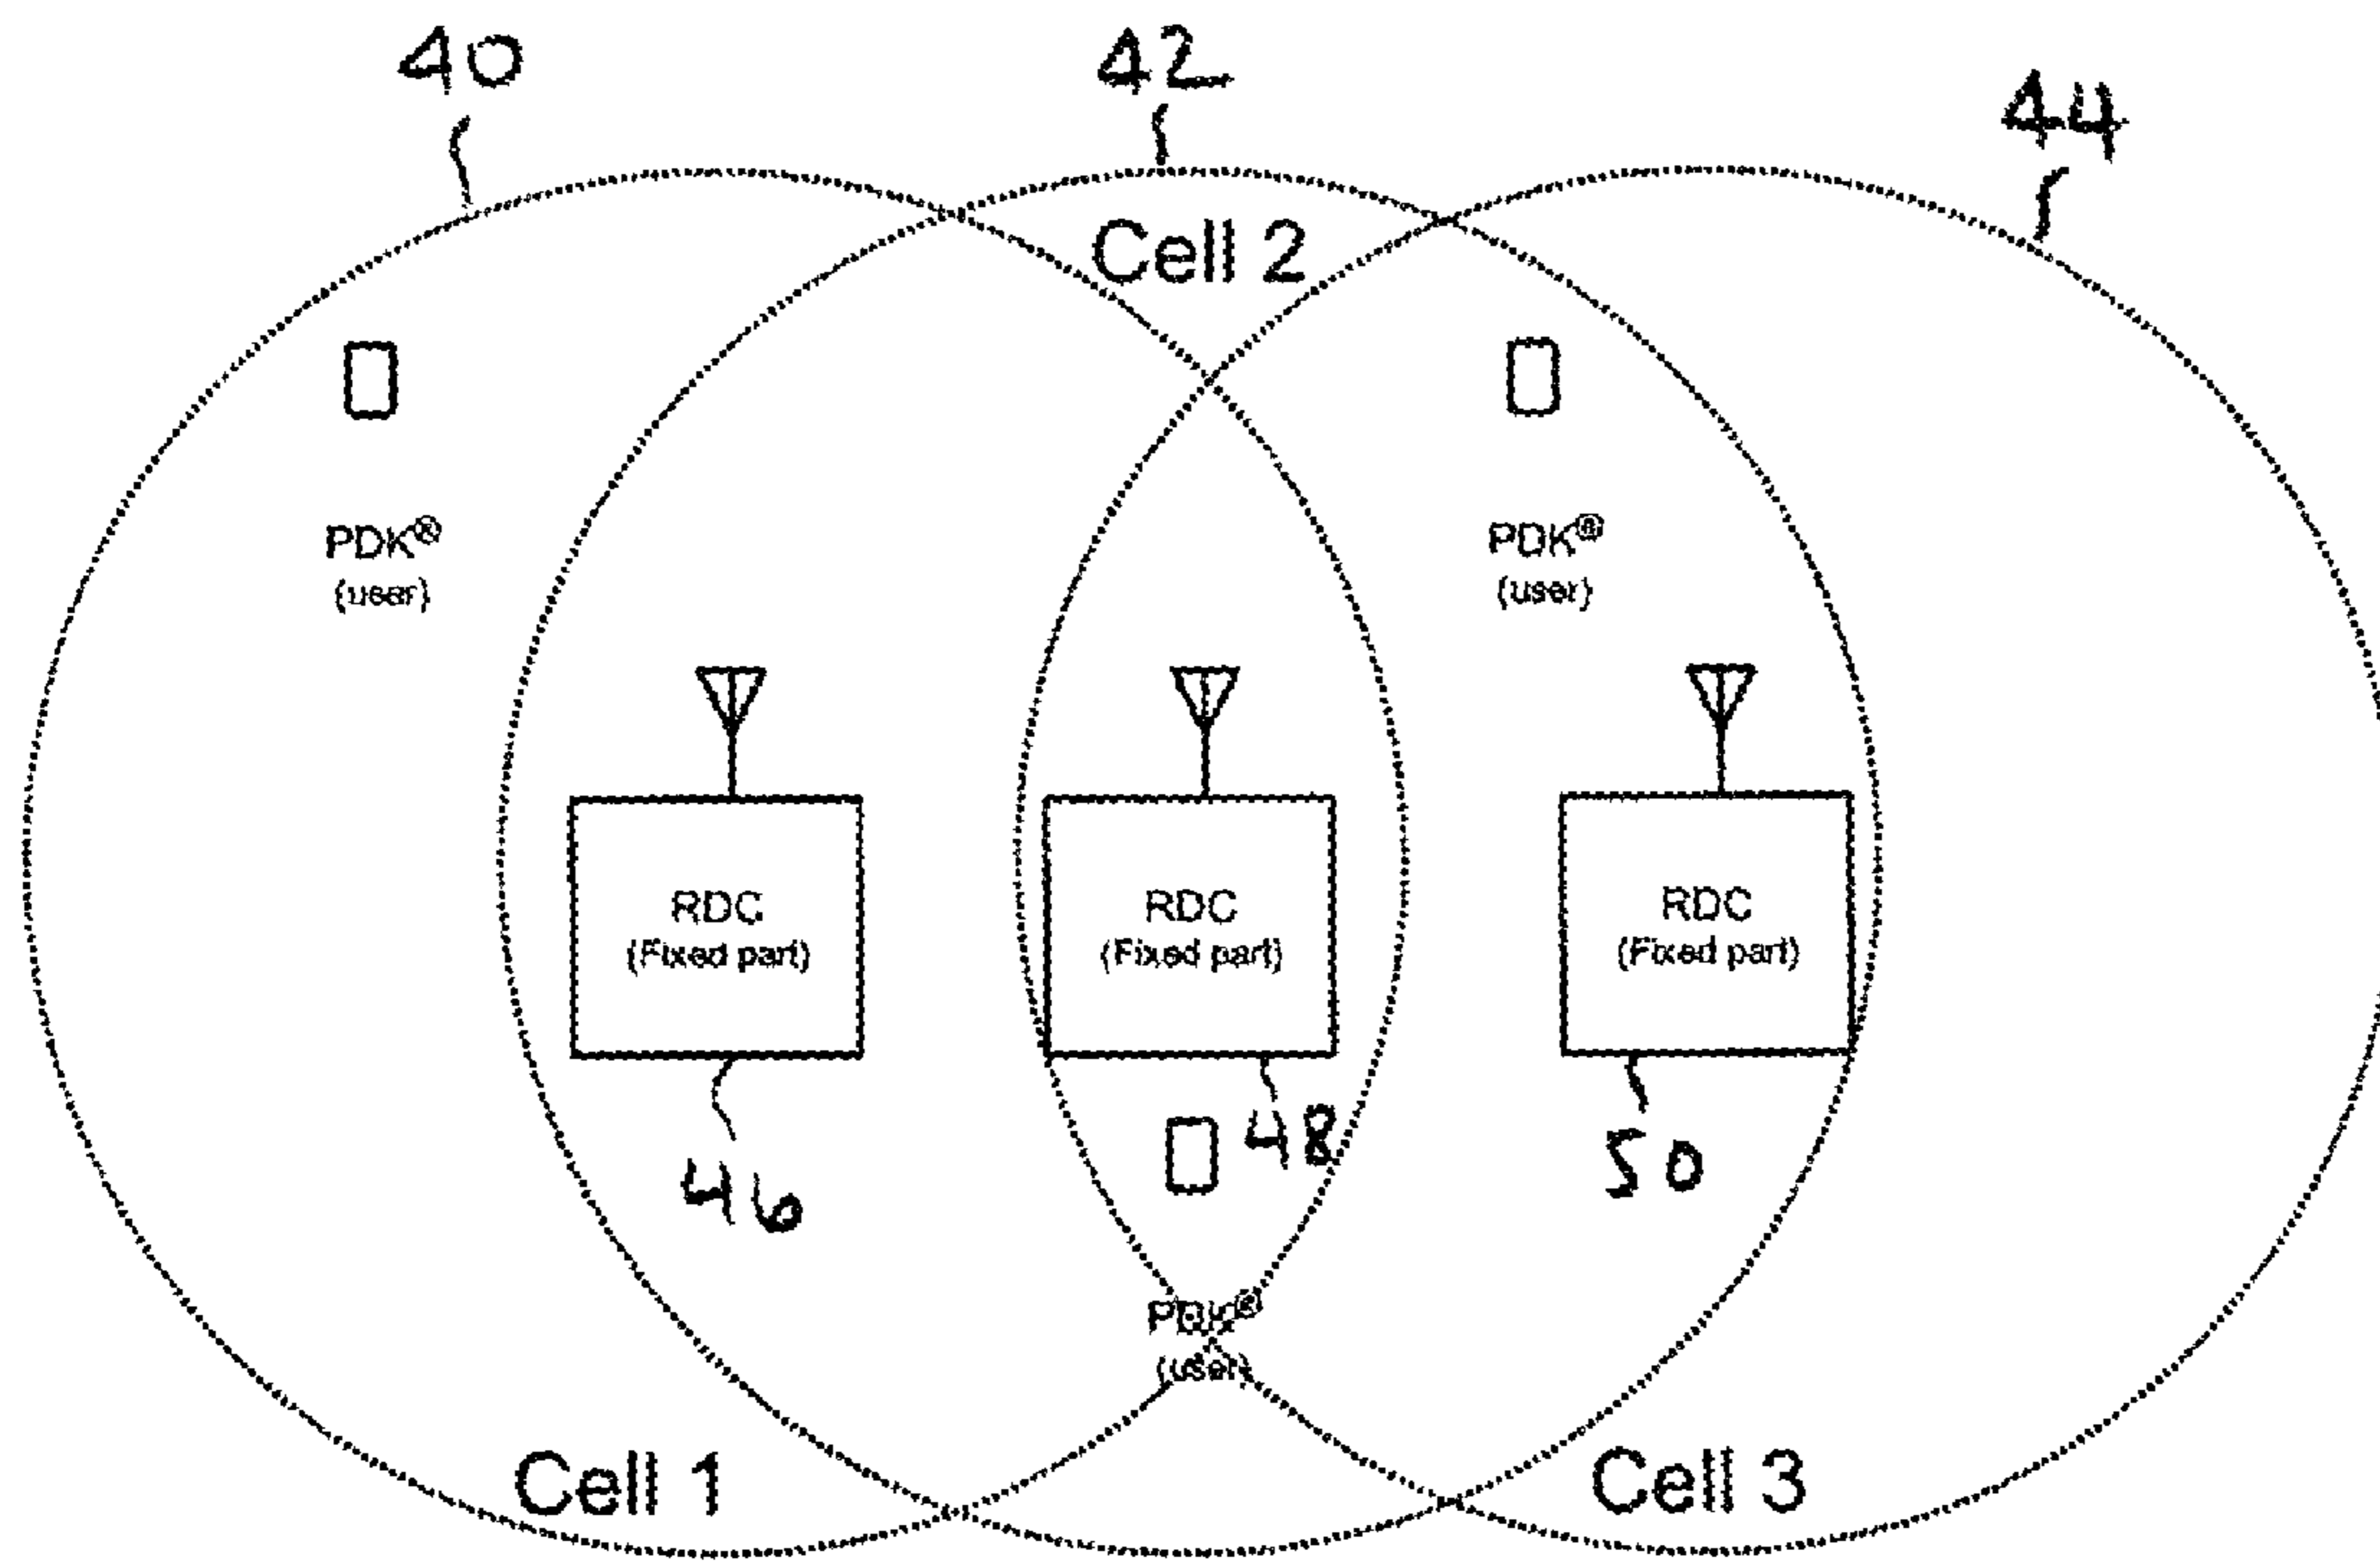 40
42
44
Cell 2
PDK®
(user)
PDK®
(user)
RDC
(Fixed part)
RDC
(Fixed part)
RDC
(Fixed part)
46
48
50
PDK®
(user)
Cell 1
Cell 3